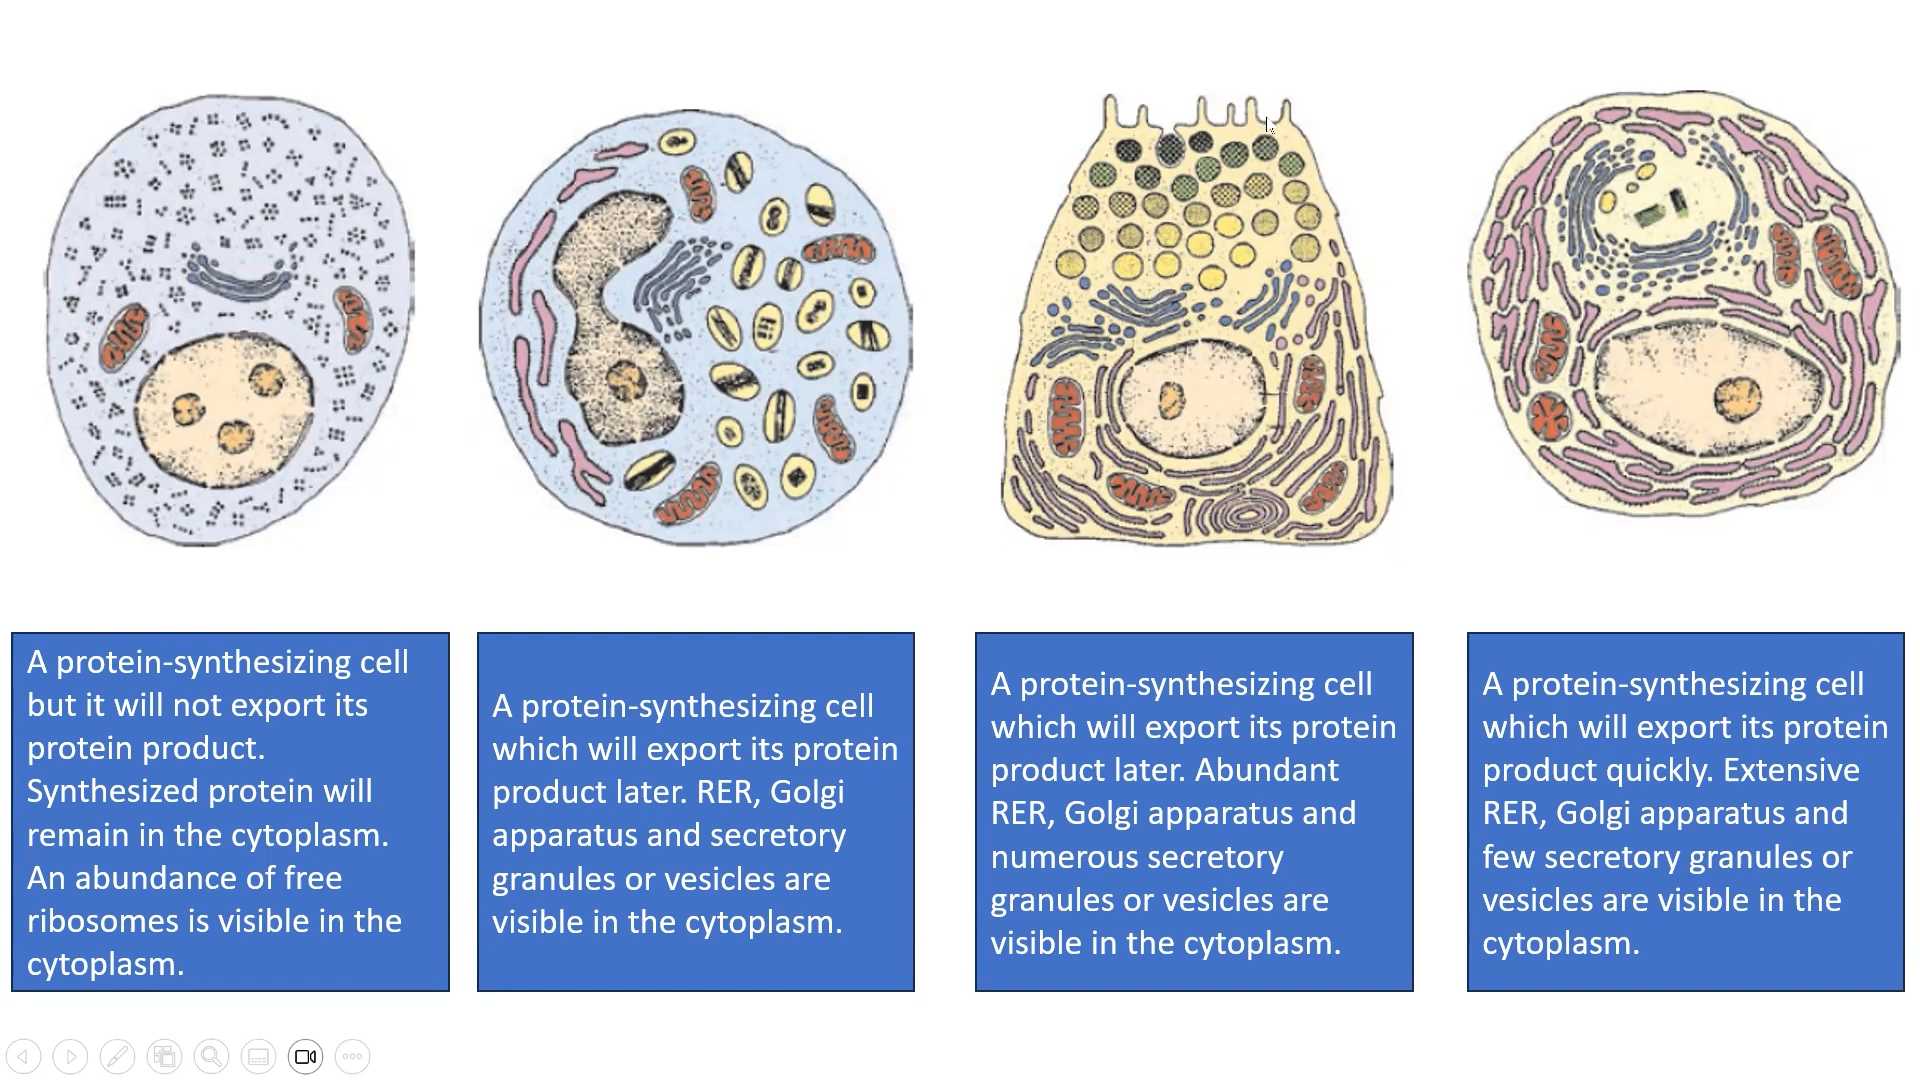 A protein-synthesizing cell
but it will not export its
protein product.
Synthesized protein will
remain in the cytoplasm.
An abundance of free
ribosomes is visible in the
cytoplasm.
A protein-synthesizing cell
which will export its protein
product later. RER, Golgi
apparatus and secretory
granules or vesicles are
visible in the cytoplasm.
A protein-synthesizing cell
which will export its protein
product later. Abundant
RER, Golgi apparatus and
numerous secretory
granules or vesicles are
visible in the cytoplasm.
A protein-synthesizing cell
which will export its protein
product quickly. Extensive
RER, Golgi apparatus and
few secretory granules or
vesicles are visible in the
cytoplasm.